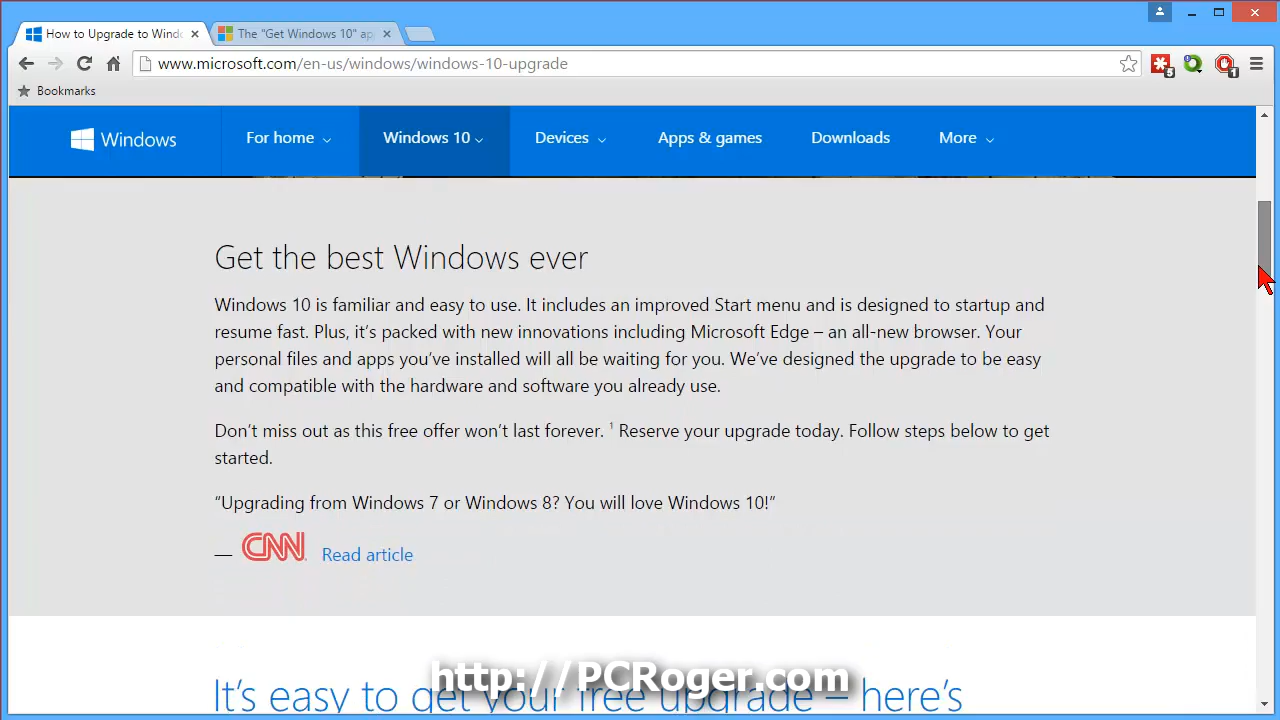 How to Upgrade to Windo
The "Get Windows 10" ap
www.microsoft.com/en-us/windows/windows-10-upgrade
5
1
Bookmarks
Windows
For home
Windows 10
Devices
Apps & games
Downloads
More
Get the best Windows ever
Windows 10 is familiar and easy to use. It includes an improved Start menu and is designed to startup and
resume fast. Plus, it's packed with new innovations including Microsoft Edge – an all-new browser. Your
personal files and apps you've installed will all be waiting for you. We've designed the upgrade to be easy
and compatible with the hardware and software you already use.
Don't miss out as this free offer won't last forever. ¹ Reserve your upgrade today. Follow steps below to get
started.
“Upgrading from Windows 7 or Windows 8? You will love Windows 10!”
— CNN Read article
It's easy to get your free upgrade – here's
http://PCRoger.com